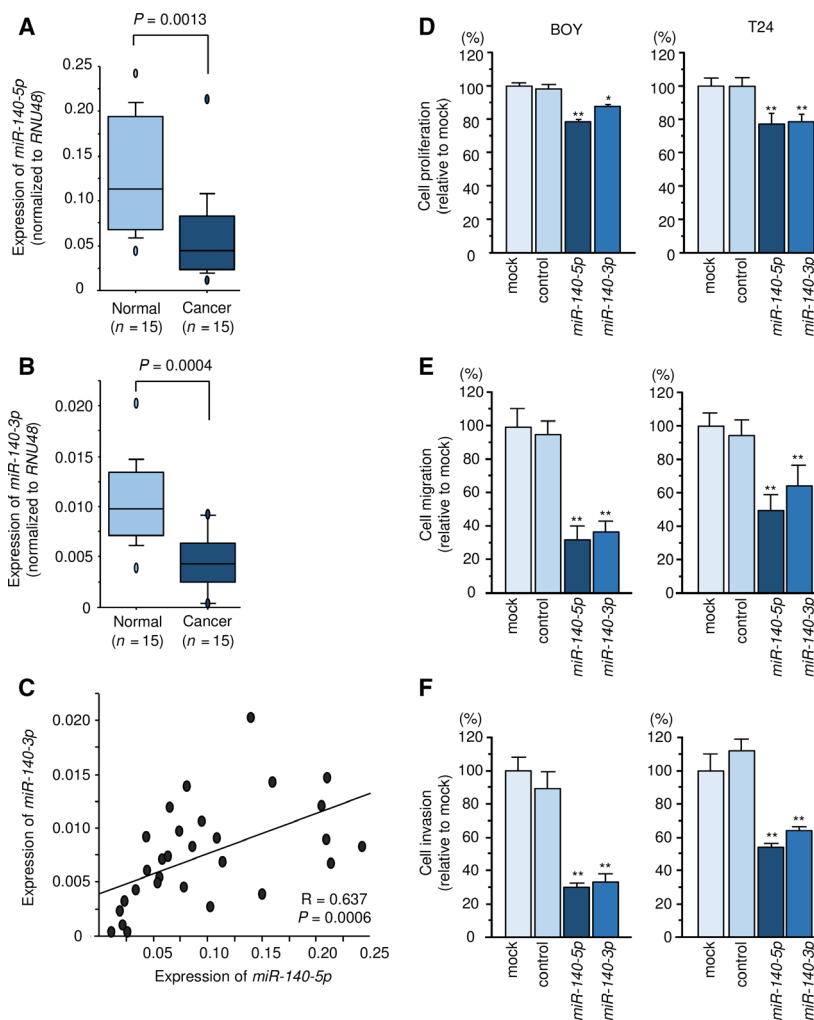 A
P = 0.0013
Expression of miR-140-5p
(normalized to RNU48)
0.25
0.20
0.15
0.10
0.05
0
Normal
(n = 15)
Cancer
(n = 15)
B
P = 0.0004
Expression of miR-140-3p
(normalized to RNU48)
0.020
0.015
0.010
0.005
0
Normal
(n = 15)
Cancer
(n = 15)
C
Expression of miR-140-3p
0.020
0.015
0.010
0.005
0
R = 0.637
P = 0.0006
0.05 0.10 0.15 0.20 0.25
Expression of miR-140-5p
D
BOY
(%)
Cell proliferation
(relative to mock)
120
100
80
60
40
20
0
**
*
mock
control
miR-140-5p
miR-140-3p
T24
(%)
120
100
80
60
40
20
0
**
**
mock
control
miR-140-5p
miR-140-3p
E
(%)
Cell migration
(relative to mock)
120
100
80
60
40
20
0
**
**
mock
control
miR-140-5p
miR-140-3p
(%)
120
100
80
60
40
20
0
**
**
mock
control
miR-140-5p
miR-140-3p
F
(%)
Cell invasion
(relative to mock)
120
100
80
60
40
20
0
**
**
mock
control
miR-140-5p
miR-140-3p
(%)
120
100
80
60
40
20
0
**
**
mock
control
miR-140-5p
miR-140-3p